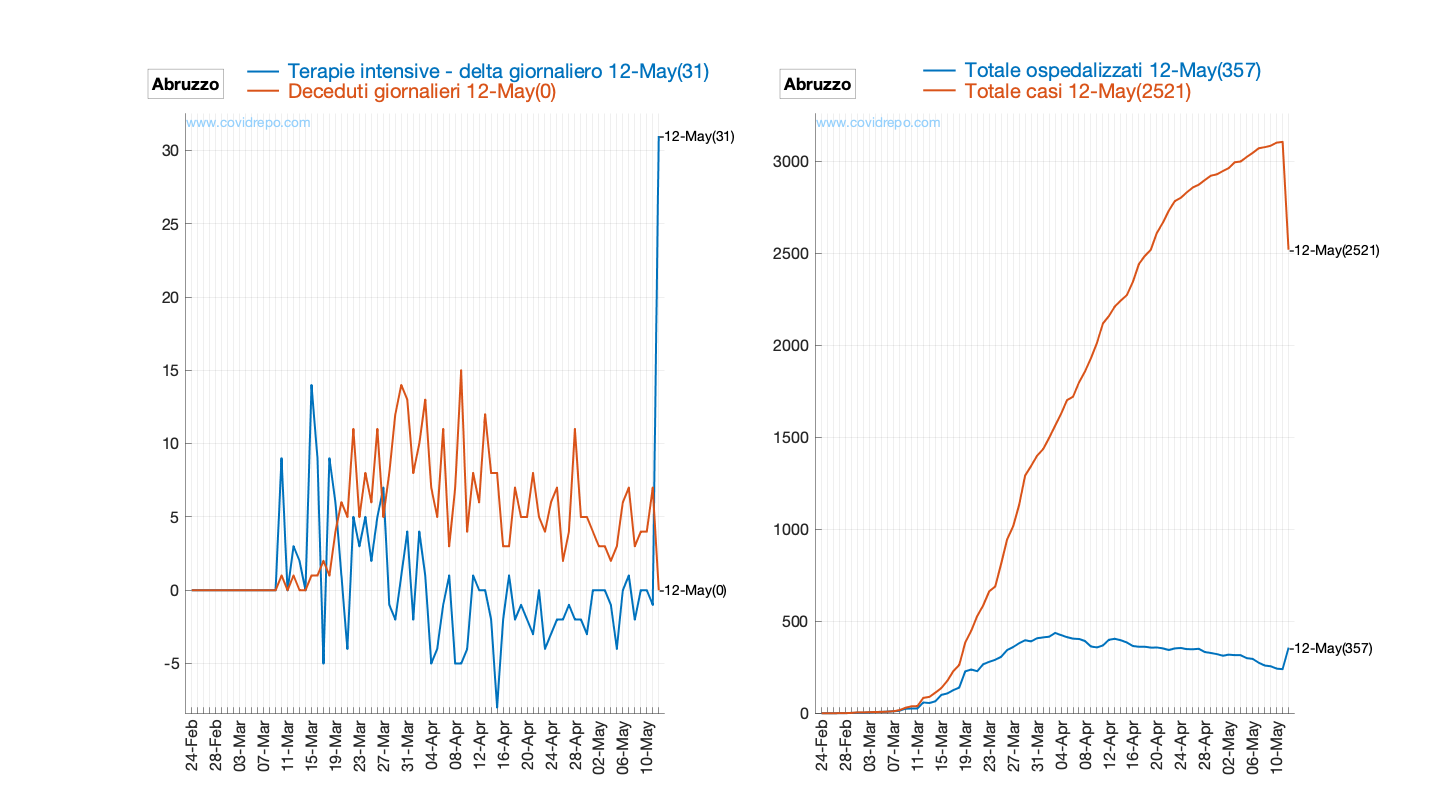 Abruzzo
Terapie intensive - delta giornaliero 12-May(31)
Deceduti giornalieri 12-May(0)
www.covidrepo.com
12-May(31)
30
25
20
15
10
5
0
-5
12-May(0)
24-Feb
28-Feb
03-Mar
07-Mar
11-Mar
15-Mar
19-Mar
23-Mar
27-Mar
31-Mar
04-Apr
08-Apr
12-Apr
16-Apr
20-Apr
24-Apr
28-Apr
02-May
06-May
10-May
Abruzzo
Totale ospedalizzati 12-May(357)
Totale casi 12-May(2521)
www.covidrepo.com
3000
2500
2000
1500
1000
500
0
12-May(2521)
12-May(357)
24-Feb
28-Feb
03-Mar
07-Mar
11-Mar
15-Mar
19-Mar
23-Mar
27-Mar
31-Mar
04-Apr
08-Apr
12-Apr
16-Apr
20-Apr
24-Apr
28-Apr
02-May
06-May
10-May